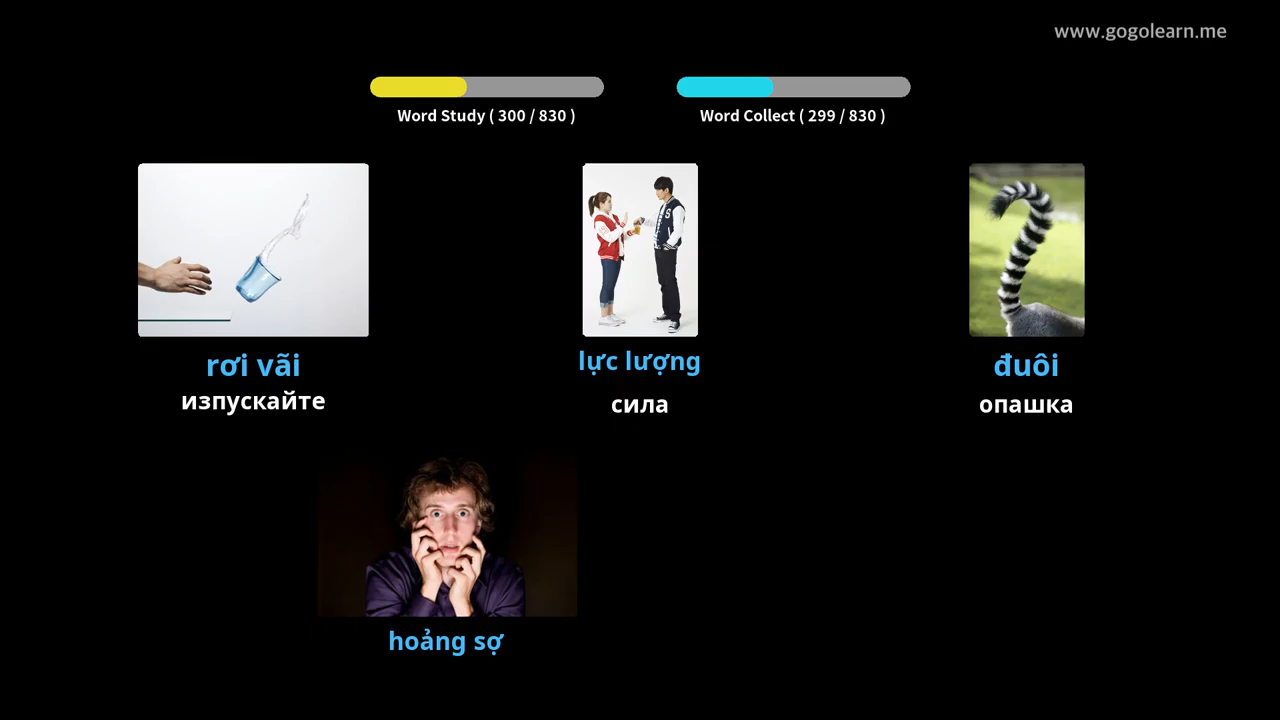 www.gogolearn.me
Word Study ( 300 / 830 )
Word Collect ( 299 / 830 )
rơi vãi
изпускайте
lực lượng
сила
đuôi
опашка
hoảng sợ